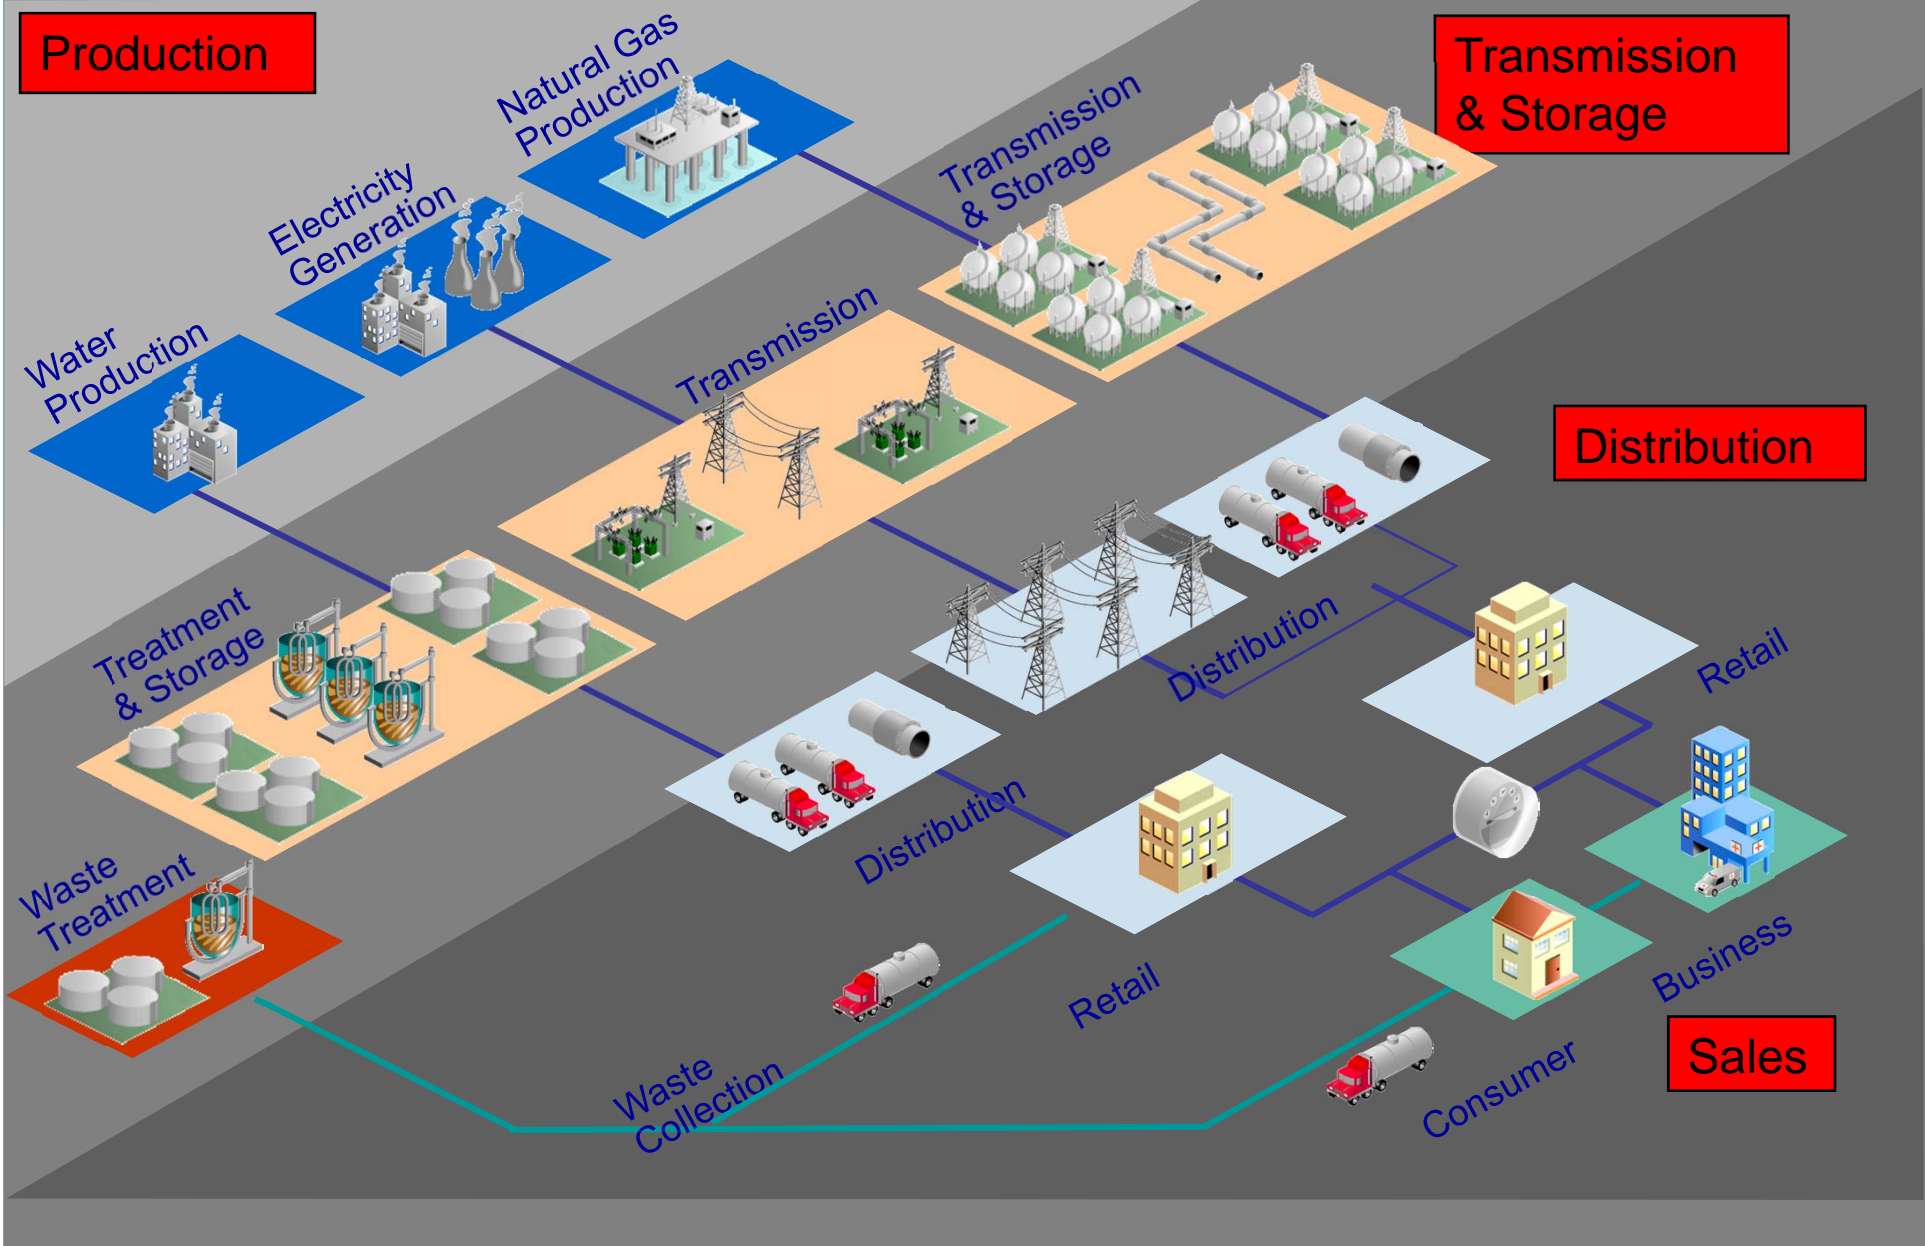 Production
Transmission
& Storage
Natural Gas
Production
Transmission
& Storage
Electricity
Generation
Water
Production
Transmission
Distribution
Treatment
& Storage
Distribution
Retail
Distribution
Waste
Treatment
Retail
Business
Waste
Collection
Consumer
Sales